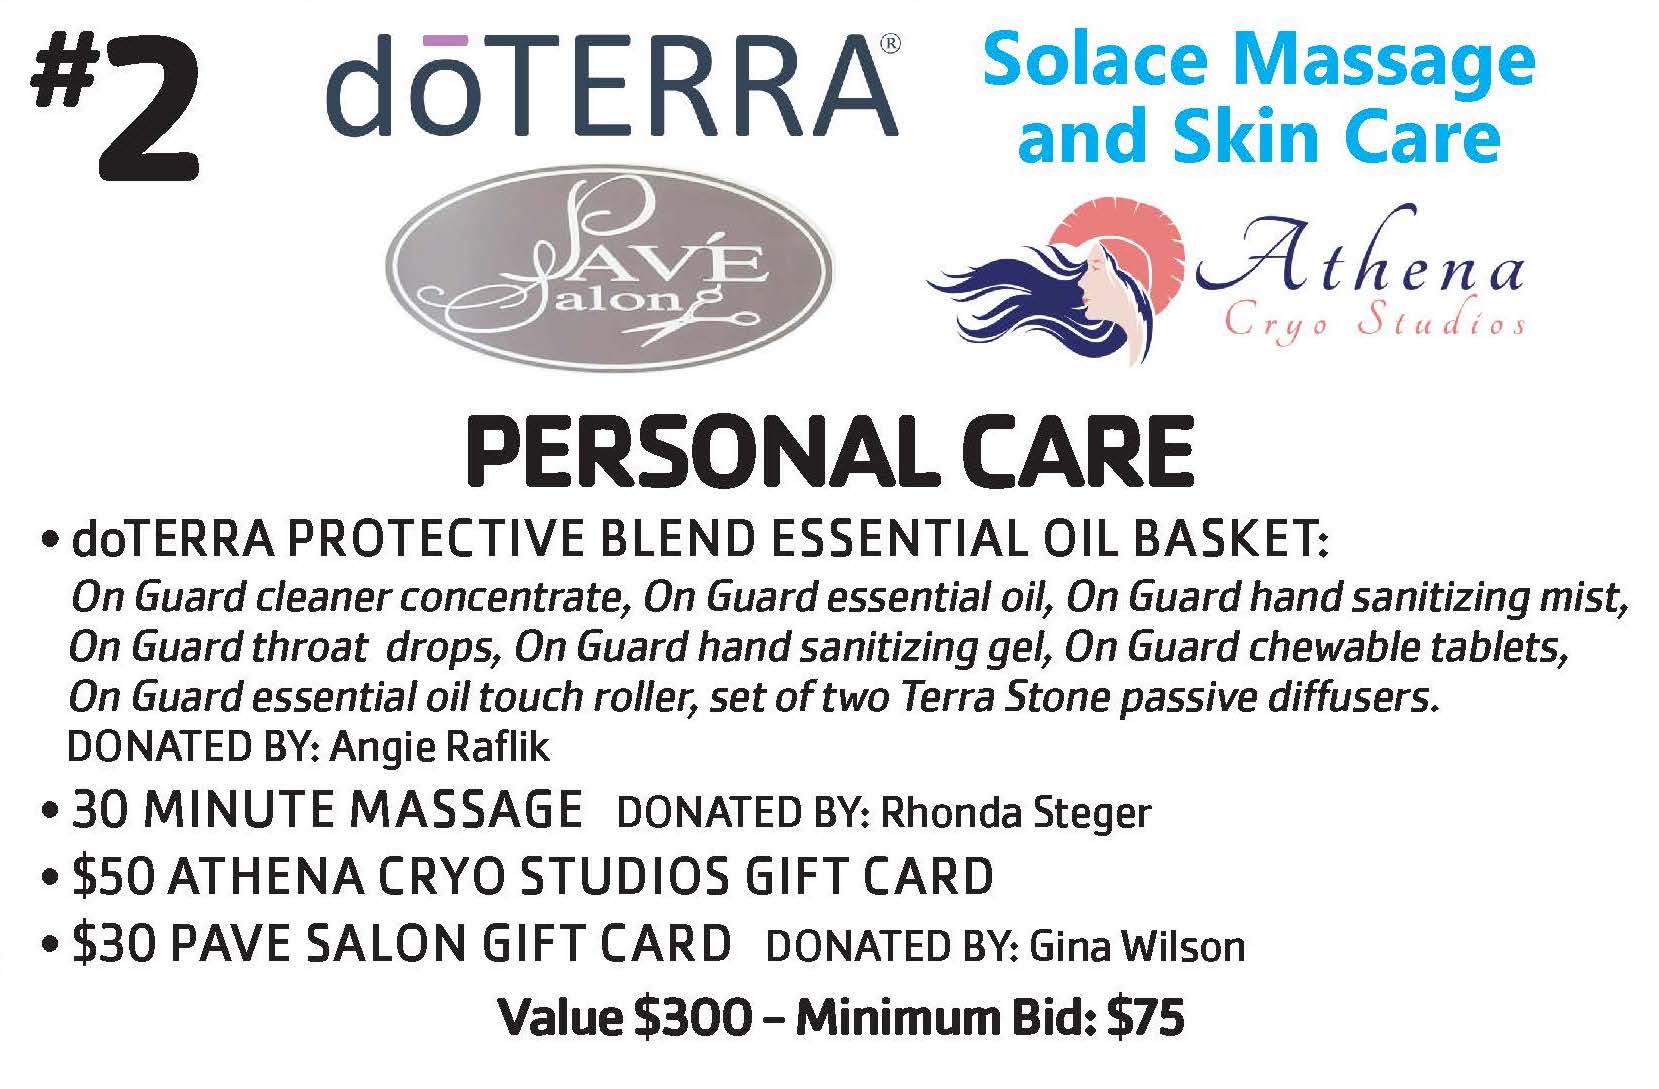 #2
dōTERRA®
Solace Massage
and Skin Care
PAVÉ
Salon
Athena
Cryo Studios
PERSONAL CARE
• doTERRA PROTECTIVE BLEND ESSENTIAL OIL BASKET:
On Guard cleaner concentrate, On Guard essential oil, On Guard hand sanitizing mist,
On Guard throat drops, On Guard hand sanitizing gel, On Guard chewable tablets,
On Guard essential oil touch roller, set of two Terra Stone passive diffusers.
DONATED BY: Angie Raflik
• 30 MINUTE MASSAGE DONATED BY: Rhonda Steger
• $50 ATHENA CRYO STUDIOS GIFT CARD
• $30 PAVE SALON GIFT CARD DONATED BY: Gina Wilson
Value $300 – Minimum Bid: $75